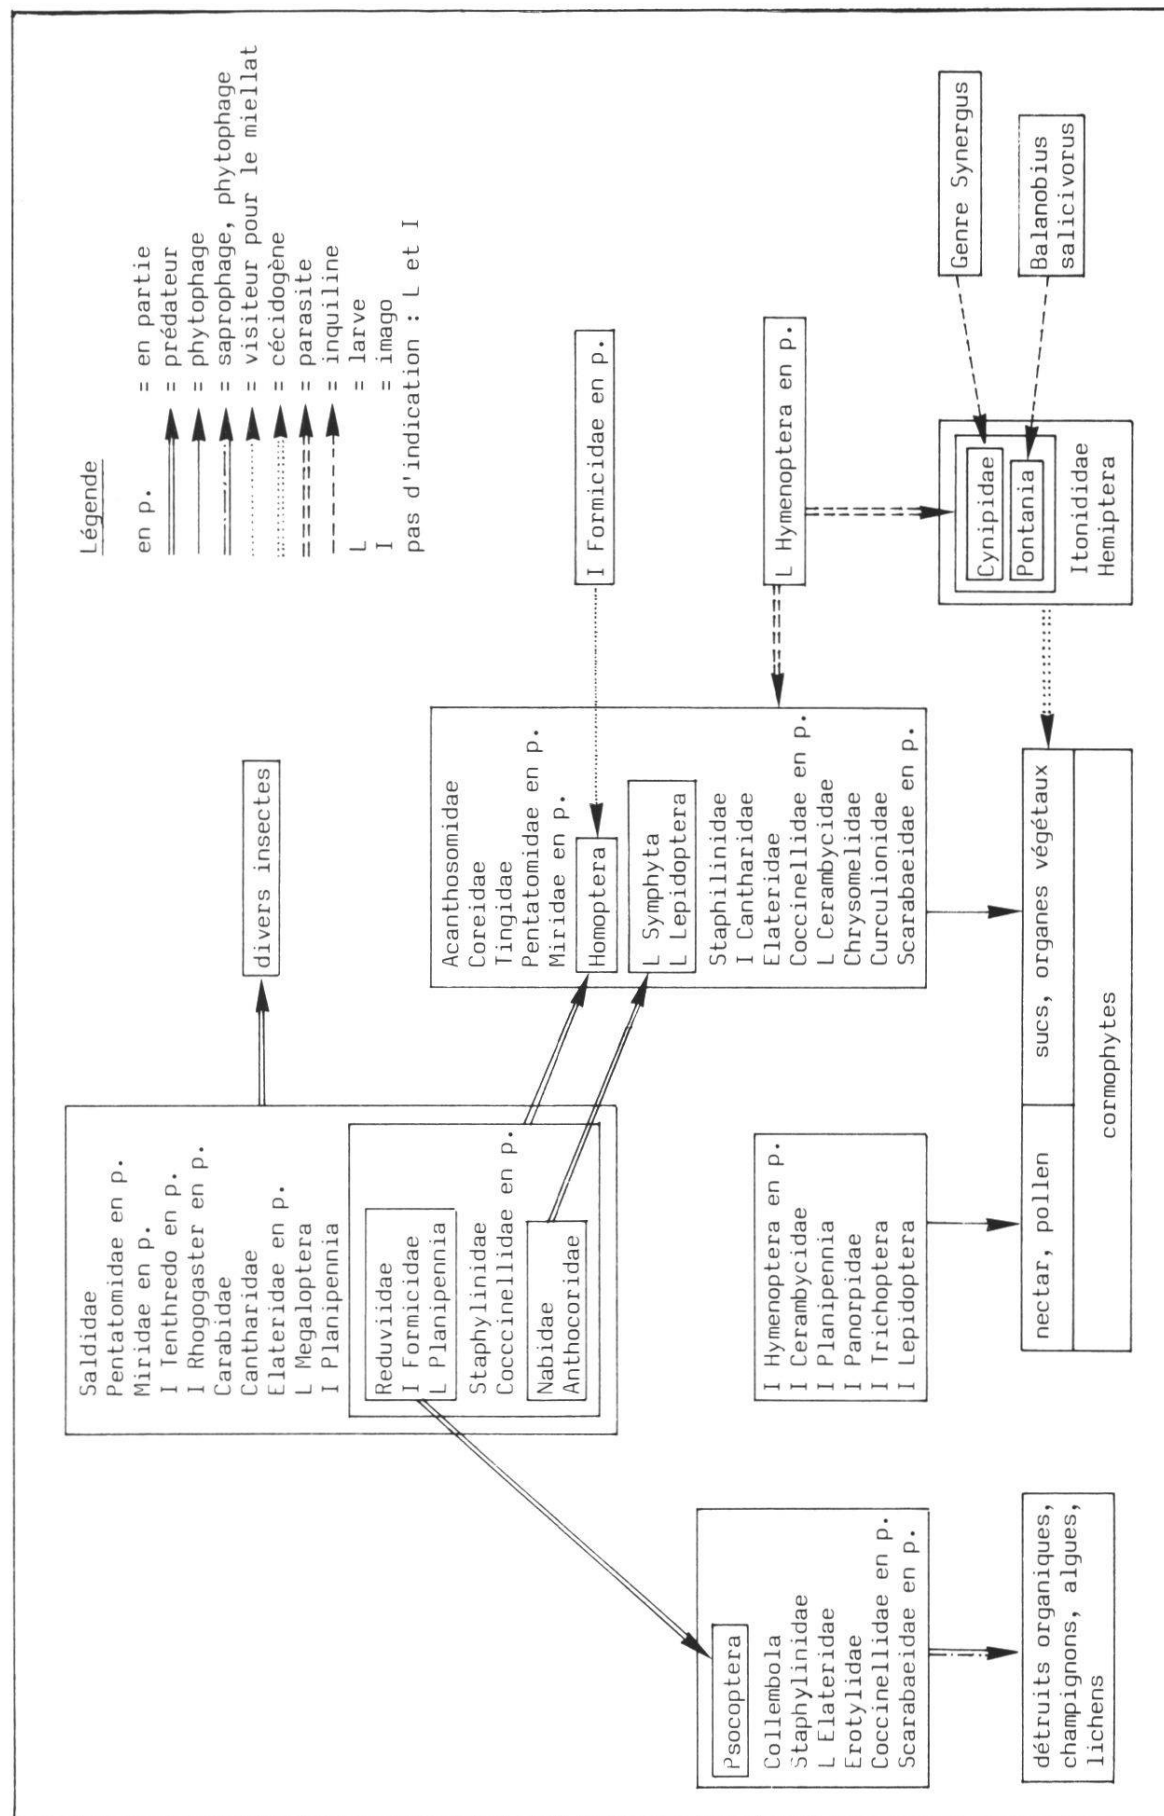 Légende
en p. = en partie
= prédateur
= phytophage
= saprophage, phytophage
= visiteur pour le miellat
= cécidogène
= parasite
= inquiline
L = larve
I = imago
pas d'indication : L et I
divers insectes
Saldidae
Pentatomidae en p.
Miridae en p.
I Tenthredo en p.
I Rhogogaster en p.
Carabidae
Cantharidae
Elateridae en p.
L Megaloptera
I Planipennia
Reduviidae
I Formicidae
L Planipennia
Staphylinidae
Cocccinellidae en p.
Nabidae
Anthocoridae
Acanthosomidae
Coreidae
Tingidae
Pentatomidae en p.
Miridae en p.
Homoptera
L Symphyta
L Lepidoptera
Staphilinidae
I Cantharidae
Elateridae
Coccinellidae en p.
L Cerambycidae
Chrysomelidae
Curculionidae
Scarabaeidae en p.
I Formicidae en p.
L Hymenoptera en p.
Genre Synergus
Balanobius
salicivorus
Cynipidae
Pontania
Itonididae
Hemiptera
Psocoptera
Collembola
Staphylinidae
L Elateridae
Erotylidae
Coccinellidae en p.
Scarabaeidae en p.
I Hymenoptera en p.
I Cerambycidae
I Planipennia
I Panorpidae
I Trichoptera
I Lepidoptera
détruits organiques,
champignons, algues,
lichens
nectar, pollen
sucs, organes végétaux
cormophytes